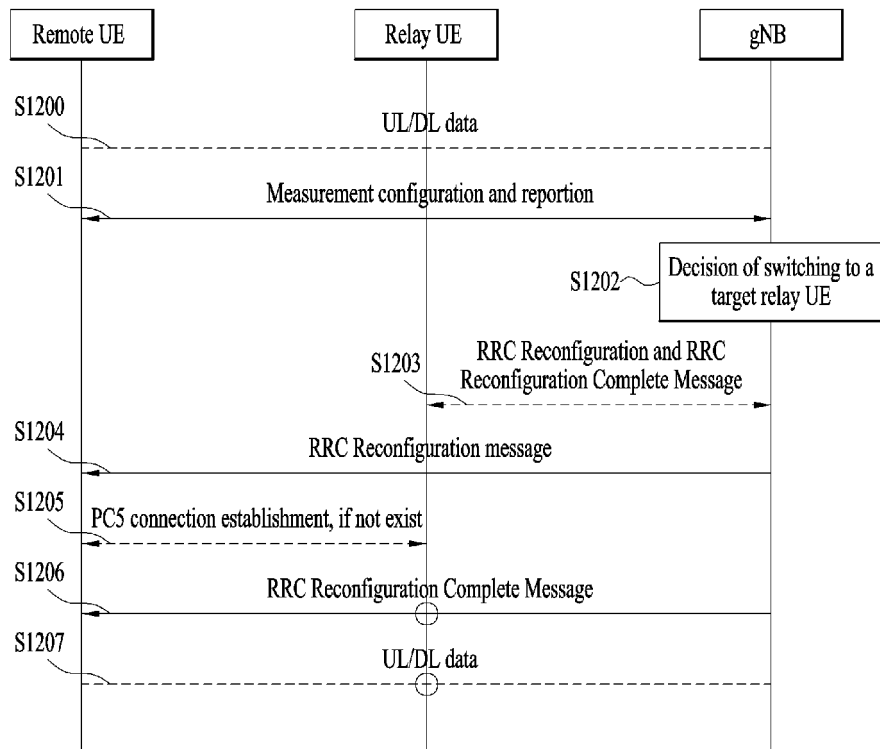 Remote UE
Relay UE
gNB
S1200
UL/DL data
S1201
Measurement configuration and reportion
S1202
Decision of switching to a
target relay UE
S1203
RRC Reconfiguration and RRC
Reconfiguration Complete Message
S1204
RRC Reconfiguration message
S1205
PC5 connection establishment, if not exist
S1206
RRC Reconfiguration Complete Message
S1207
UL/DL data